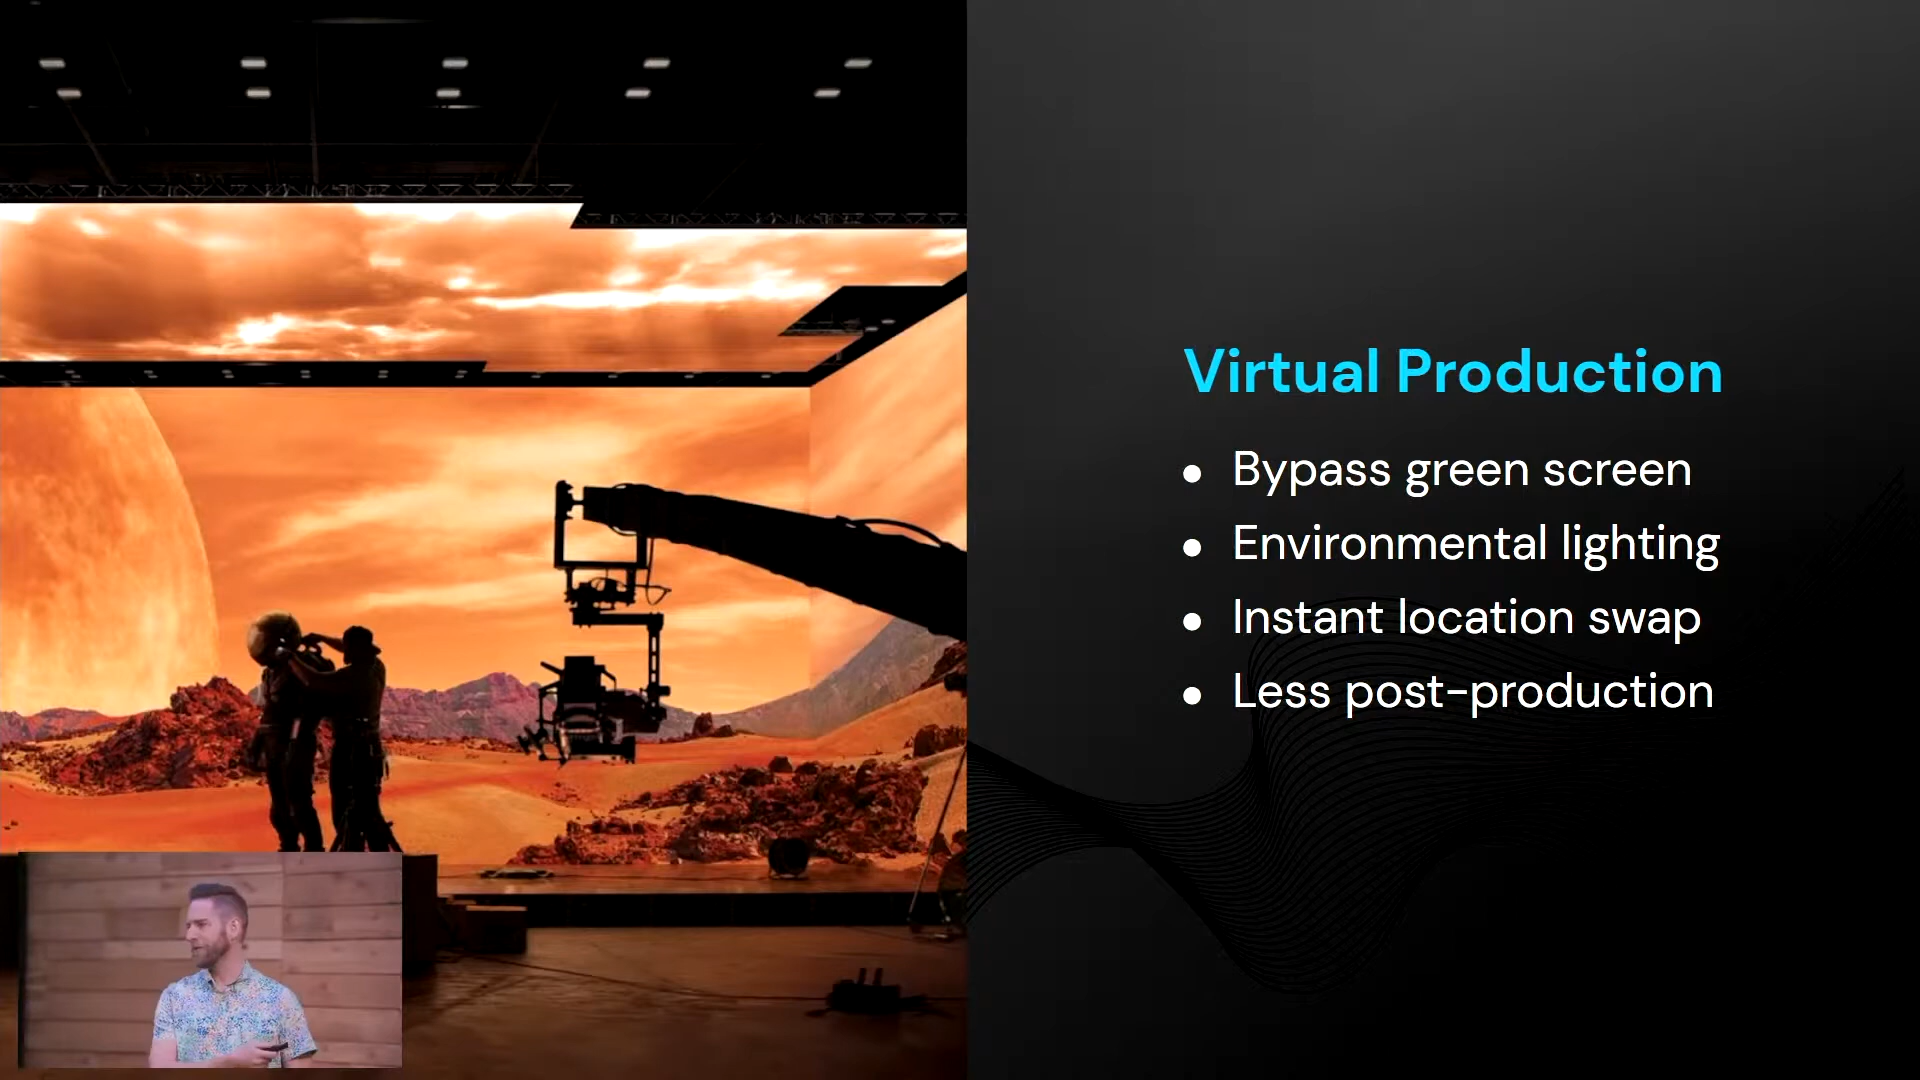 Virtual Production
• Bypass green screen
• Environmental lighting
• Instant location swap
• Less post-production